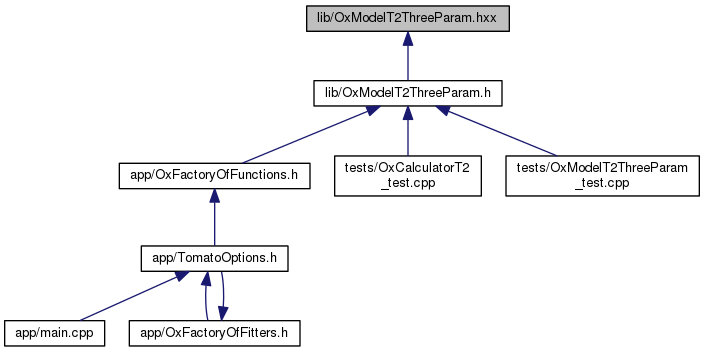 lib/OxModelT2ThreeParam.hxx
lib/OxModelT2ThreeParam.h
app/OxFactoryOfFunctions.h
tests/OxCalculatorT2
_test.cpp
tests/OxModelT2ThreeParam
_test.cpp
app/TomatoOptions.h
app/main.cpp
app/OxFactoryOfFitters.h